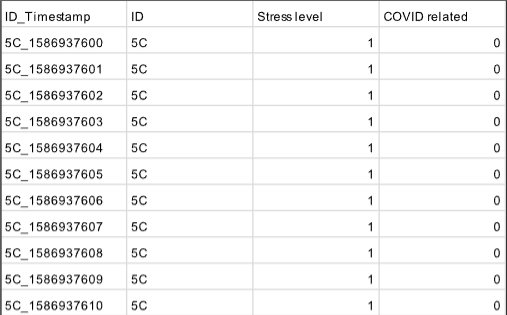 ID_Timestamp ID Stress level COVID related
5C_1586937600 5C 1 0
5C_1586937601 5C 1 0
5C_1586937602 5C 1 0
5C_1586937603 5C 1 0
5C_1586937604 5C 1 0
5C_1586937605 5C 1 0
5C_1586937606 5C 1 0
5C_1586937607 5C 1 0
5C_1586937608 5C 1 0
5C_1586937609 5C 1 0
5C_1586937610 5C 1 0